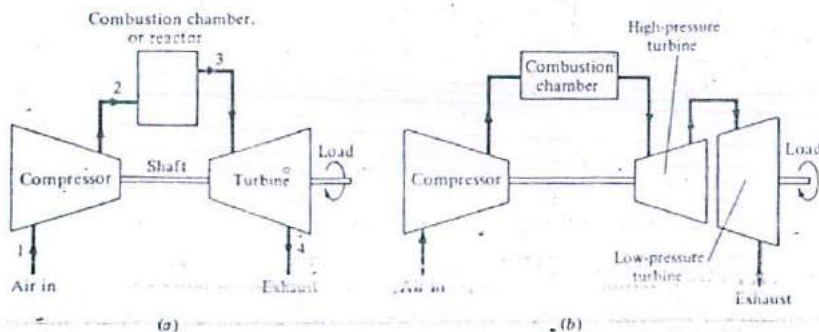 Combustion chamber,
or reactor
3
2
Compressor
Shaft
Turbine
Load
1
4
Air in
Exhaust
(a)
High-pressure
turbine
Combustion
chamber
Compressor
Load
Low-pressure
turbine
Air in
Exhaust
(b)